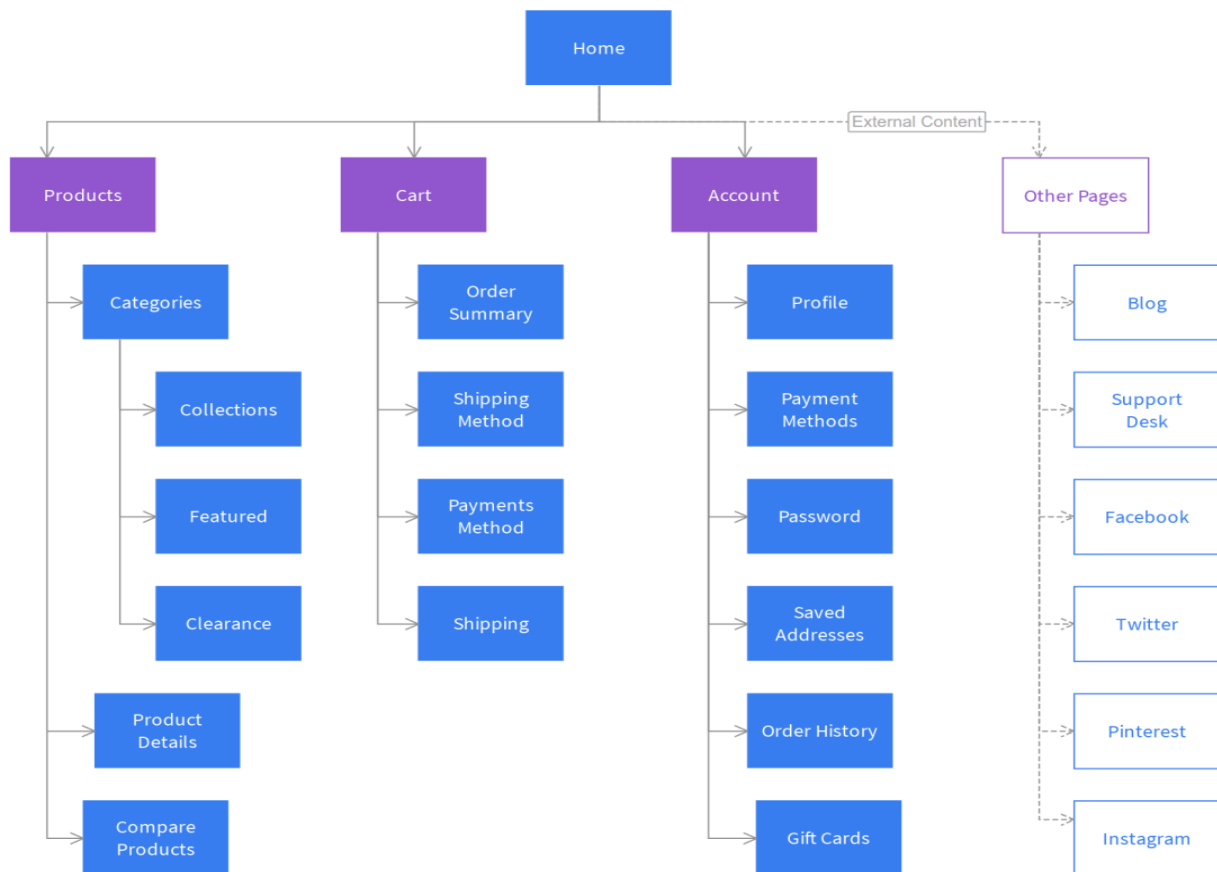 Home
External Content
Products
Cart
Account
Other Pages
Categories
Order
Summary
Profile
Blog
Collections
Shipping
Method
Payment
Methods
Support
Desk
Featured
Payments
Method
Password
Facebook
Clearance
Shipping
Saved
Addresses
Twitter
Product
Details
Order History
Pinterest
Compare
Products
Gift Cards
Instagram